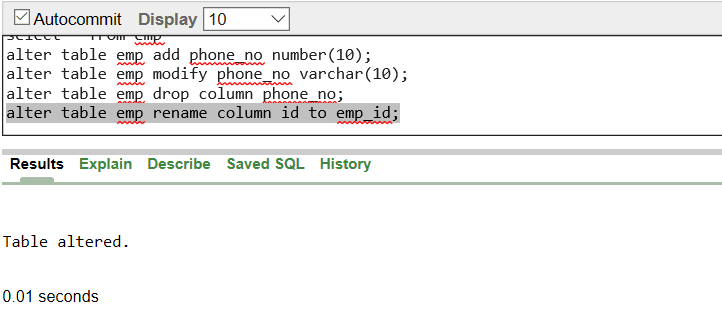 Autocommit Display 10
alter table emp add phone_no number(10);
alter table emp modify phone_no varchar(10);
alter table emp drop column phone_no;
alter table emp rename column id to emp_id;
Results Explain Describe Saved SQL History
Table altered.
0.01 seconds